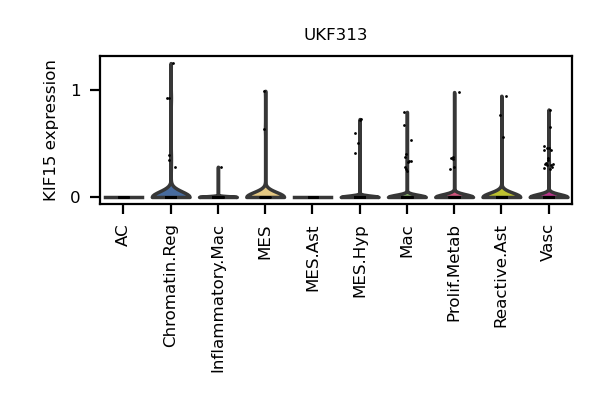 UKF313
KIF15 expression
1
0
AC
Chromatin.Reg
Inflammatory.Mac
MES
MES.Ast
MES.Hyp
Mac
Prolif.Metab
Reactive.Ast
Vasc